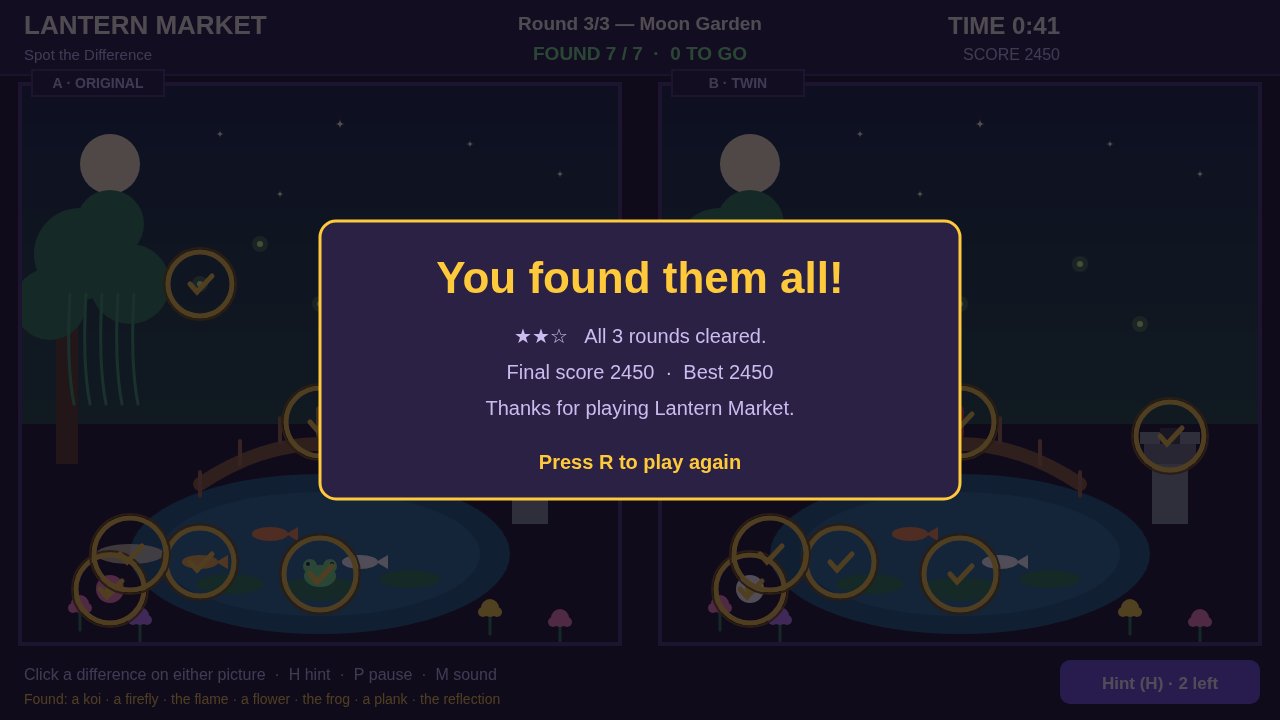 LANTERN MARKET
Spot the Difference
Round 3/3 — Moon Garden
FOUND 7 / 7 · 0 TO GO
TIME 0:41
SCORE 2450
A · ORIGINAL
B · TWIN
You found them all!
★★☆ All 3 rounds cleared.
Final score 2450 · Best 2450
Thanks for playing Lantern Market.
Press R to play again
Click a difference on either picture · H hint · P pause · M sound
Found: a koi · a firefly · the flame · a flower · the frog · a plank · the reflection
Hint (H) · 2 left